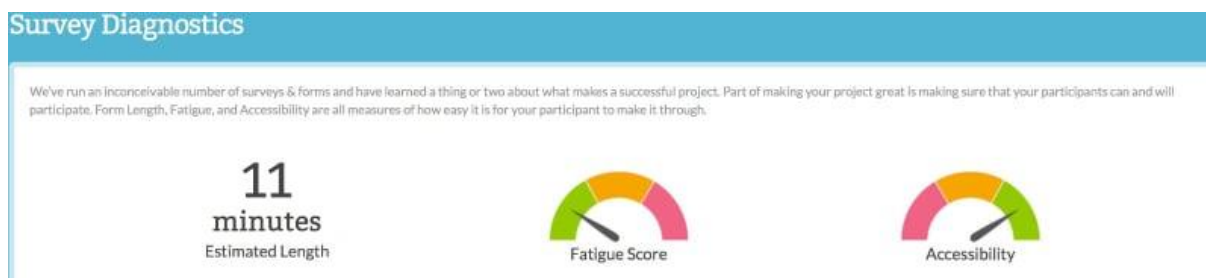 Survey Diagnostics
We've run an inconceivable number of surveys & forms and have learned a thing or two about what makes a successful project. Part of making your project great is making sure that your participants can and will
participate. Form Length, Fatigue, and Accessibility are all measures of how easy it is for your participant to make it through.
11
minutes
Estimated Length
Fatigue Score
Accessibility